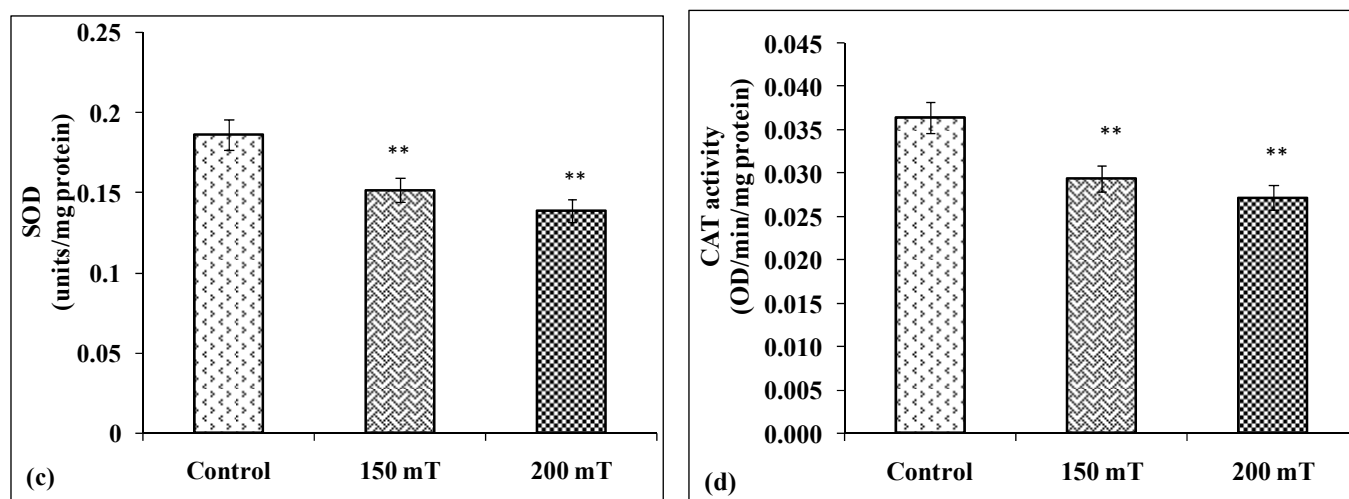 SOD
(units/mg protein)
0.25
0.2
0.15
0.1
0.05
0
**
**
Control
150 mT
200 mT
(c)
CAT activity
(OD/min/mg protein)
0.045
0.040
0.035
0.030
0.025
0.020
0.015
0.010
0.005
0.000
**
**
Control
150 mT
200 mT
(d)